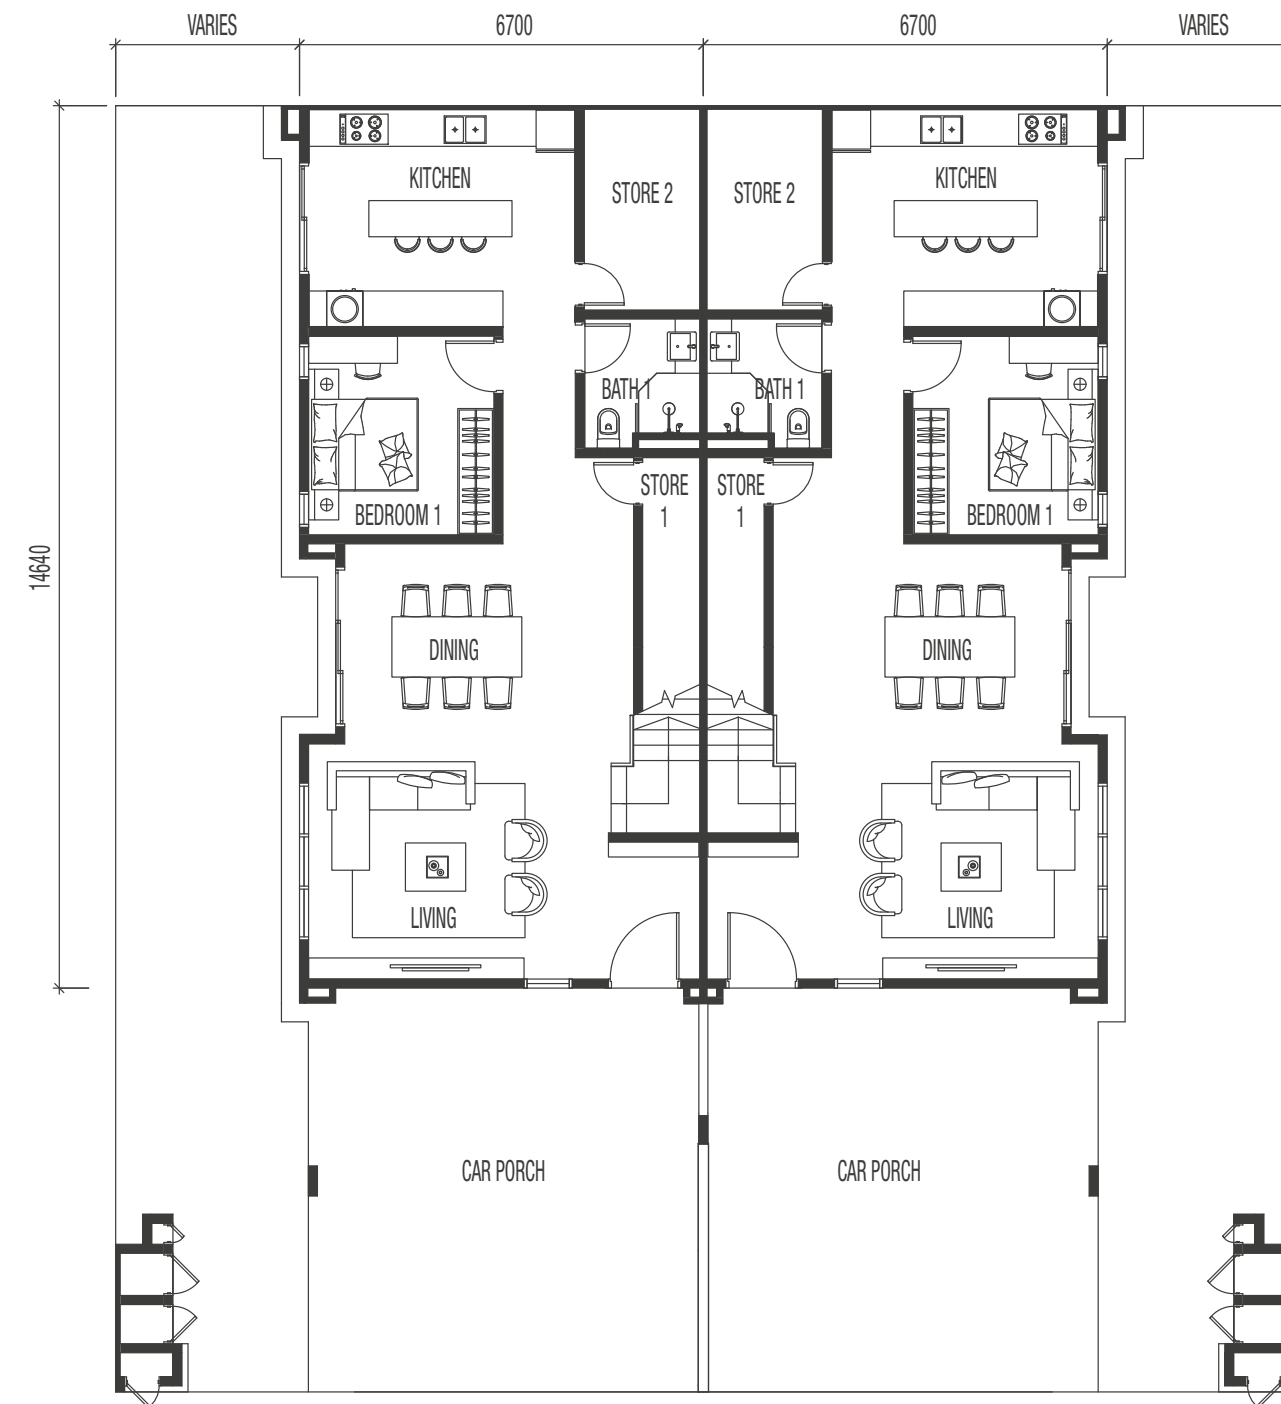 VARIES 6700 6700 VARIES
KITCHEN STORE 2 STORE 2 KITCHEN
BATH 1 BATH 1
BEDROOM 1 STORE STORE BEDROOM 1
1 1
14640
DINING DINING
LIVING LIVING
CAR PORCH CAR PORCH